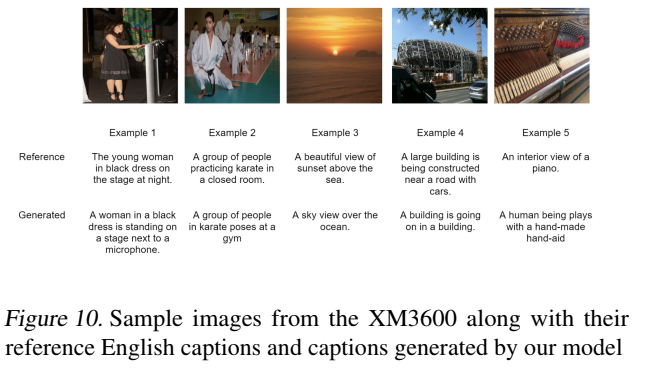 Example 1 Example 2 Example 3 Example 4 Example 5
Reference
The young woman
in black dress on
the stage at night.
A group of people
practicing karate in
a closed room.
A beautiful view of
sunset above the
sea.
A large building is
being constructed
near a road with
cars.
An interior view of a
piano.
Generated
A woman in a black
dress is standing on
a stage next to a
microphone.
A group of people
in karate poses at a
gym
A sky view over the
ocean.
A building is going
on in a building.
A human being plays
with a hand-made
hand-aid
Figure 10. Sample images from the XM3600 along with their
reference English captions and captions generated by our model